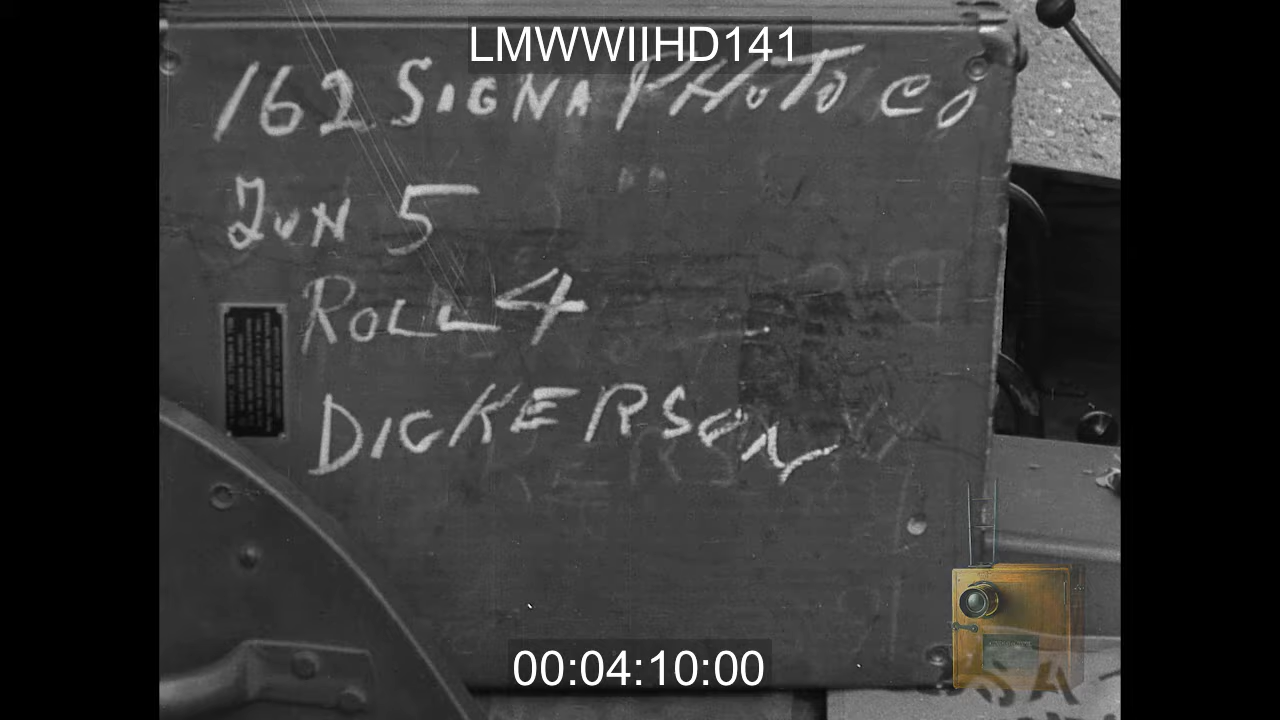 LMWWIIHD141
162 SIGNA PHOTO CO
JUN 5
ROLL 4
DICKERSON
00:04:10:00